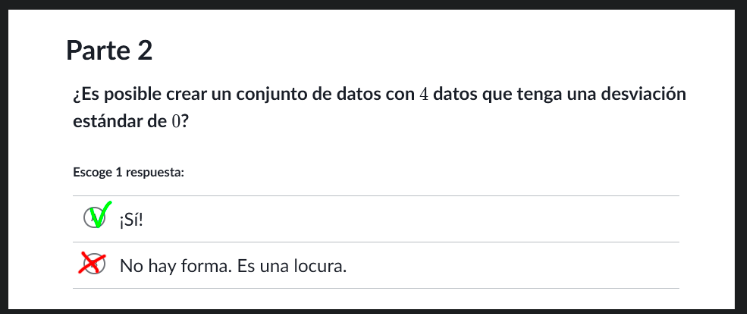 Parte 2
¿Es posible crear un conjunto de datos con 4 datos que tenga una desviación
estándar de 0?
Escoge 1 respuesta:
¡Sí!
No hay forma. Es una locura.